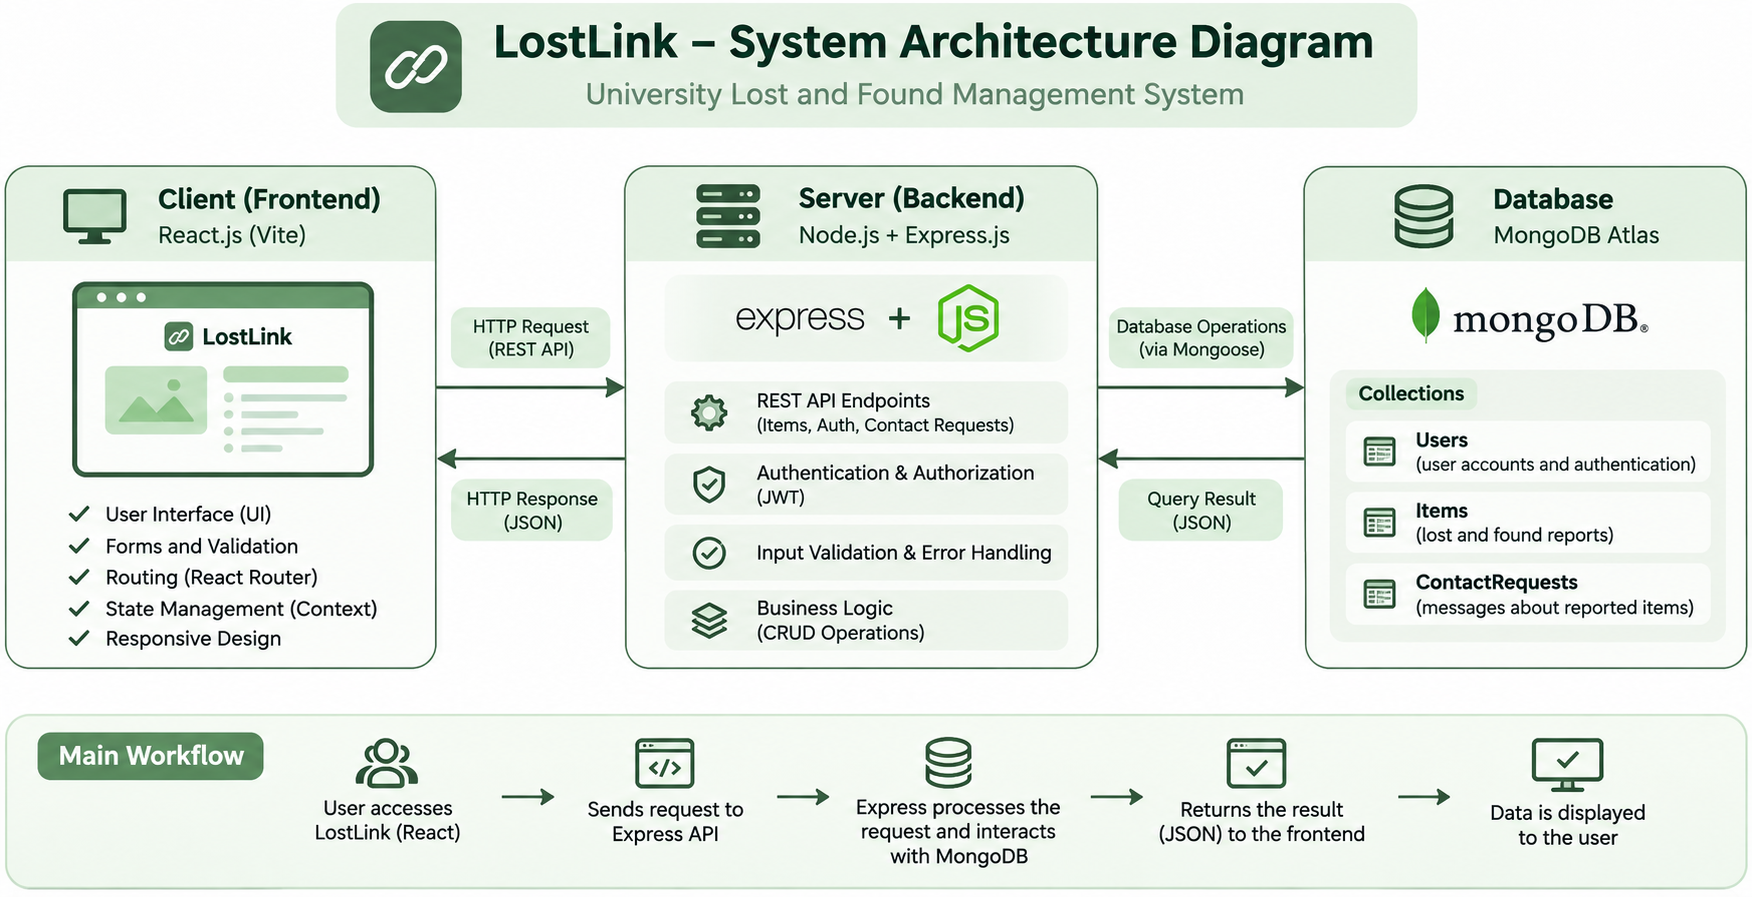 LostLink – System Architecture Diagram
University Lost and Found Management System
Client (Frontend)
React.js (Vite)
LostLink
User Interface (UI)
Forms and Validation
Routing (React Router)
State Management (Context)
Responsive Design
HTTP Request
(REST API)
HTTP Response
(JSON)
Server (Backend)
Node.js + Express.js
express + JS
REST API Endpoints
(Items, Auth, Contact Requests)
Authentication & Authorization
(JWT)
Input Validation & Error Handling
Business Logic
(CRUD Operations)
Database Operations
(via Mongoose)
Query Result
(JSON)
Database
MongoDB Atlas
mongoDB®
Collections
Users
(user accounts and authentication)
Items
(lost and found reports)
ContactRequests
(messages about reported items)
Main Workflow
User accesses
LostLink (React)
</>
Sends request to
Express API
Express processes the
request and interacts
with MongoDB
Returns the result
(JSON) to the frontend
Data is displayed
to the user